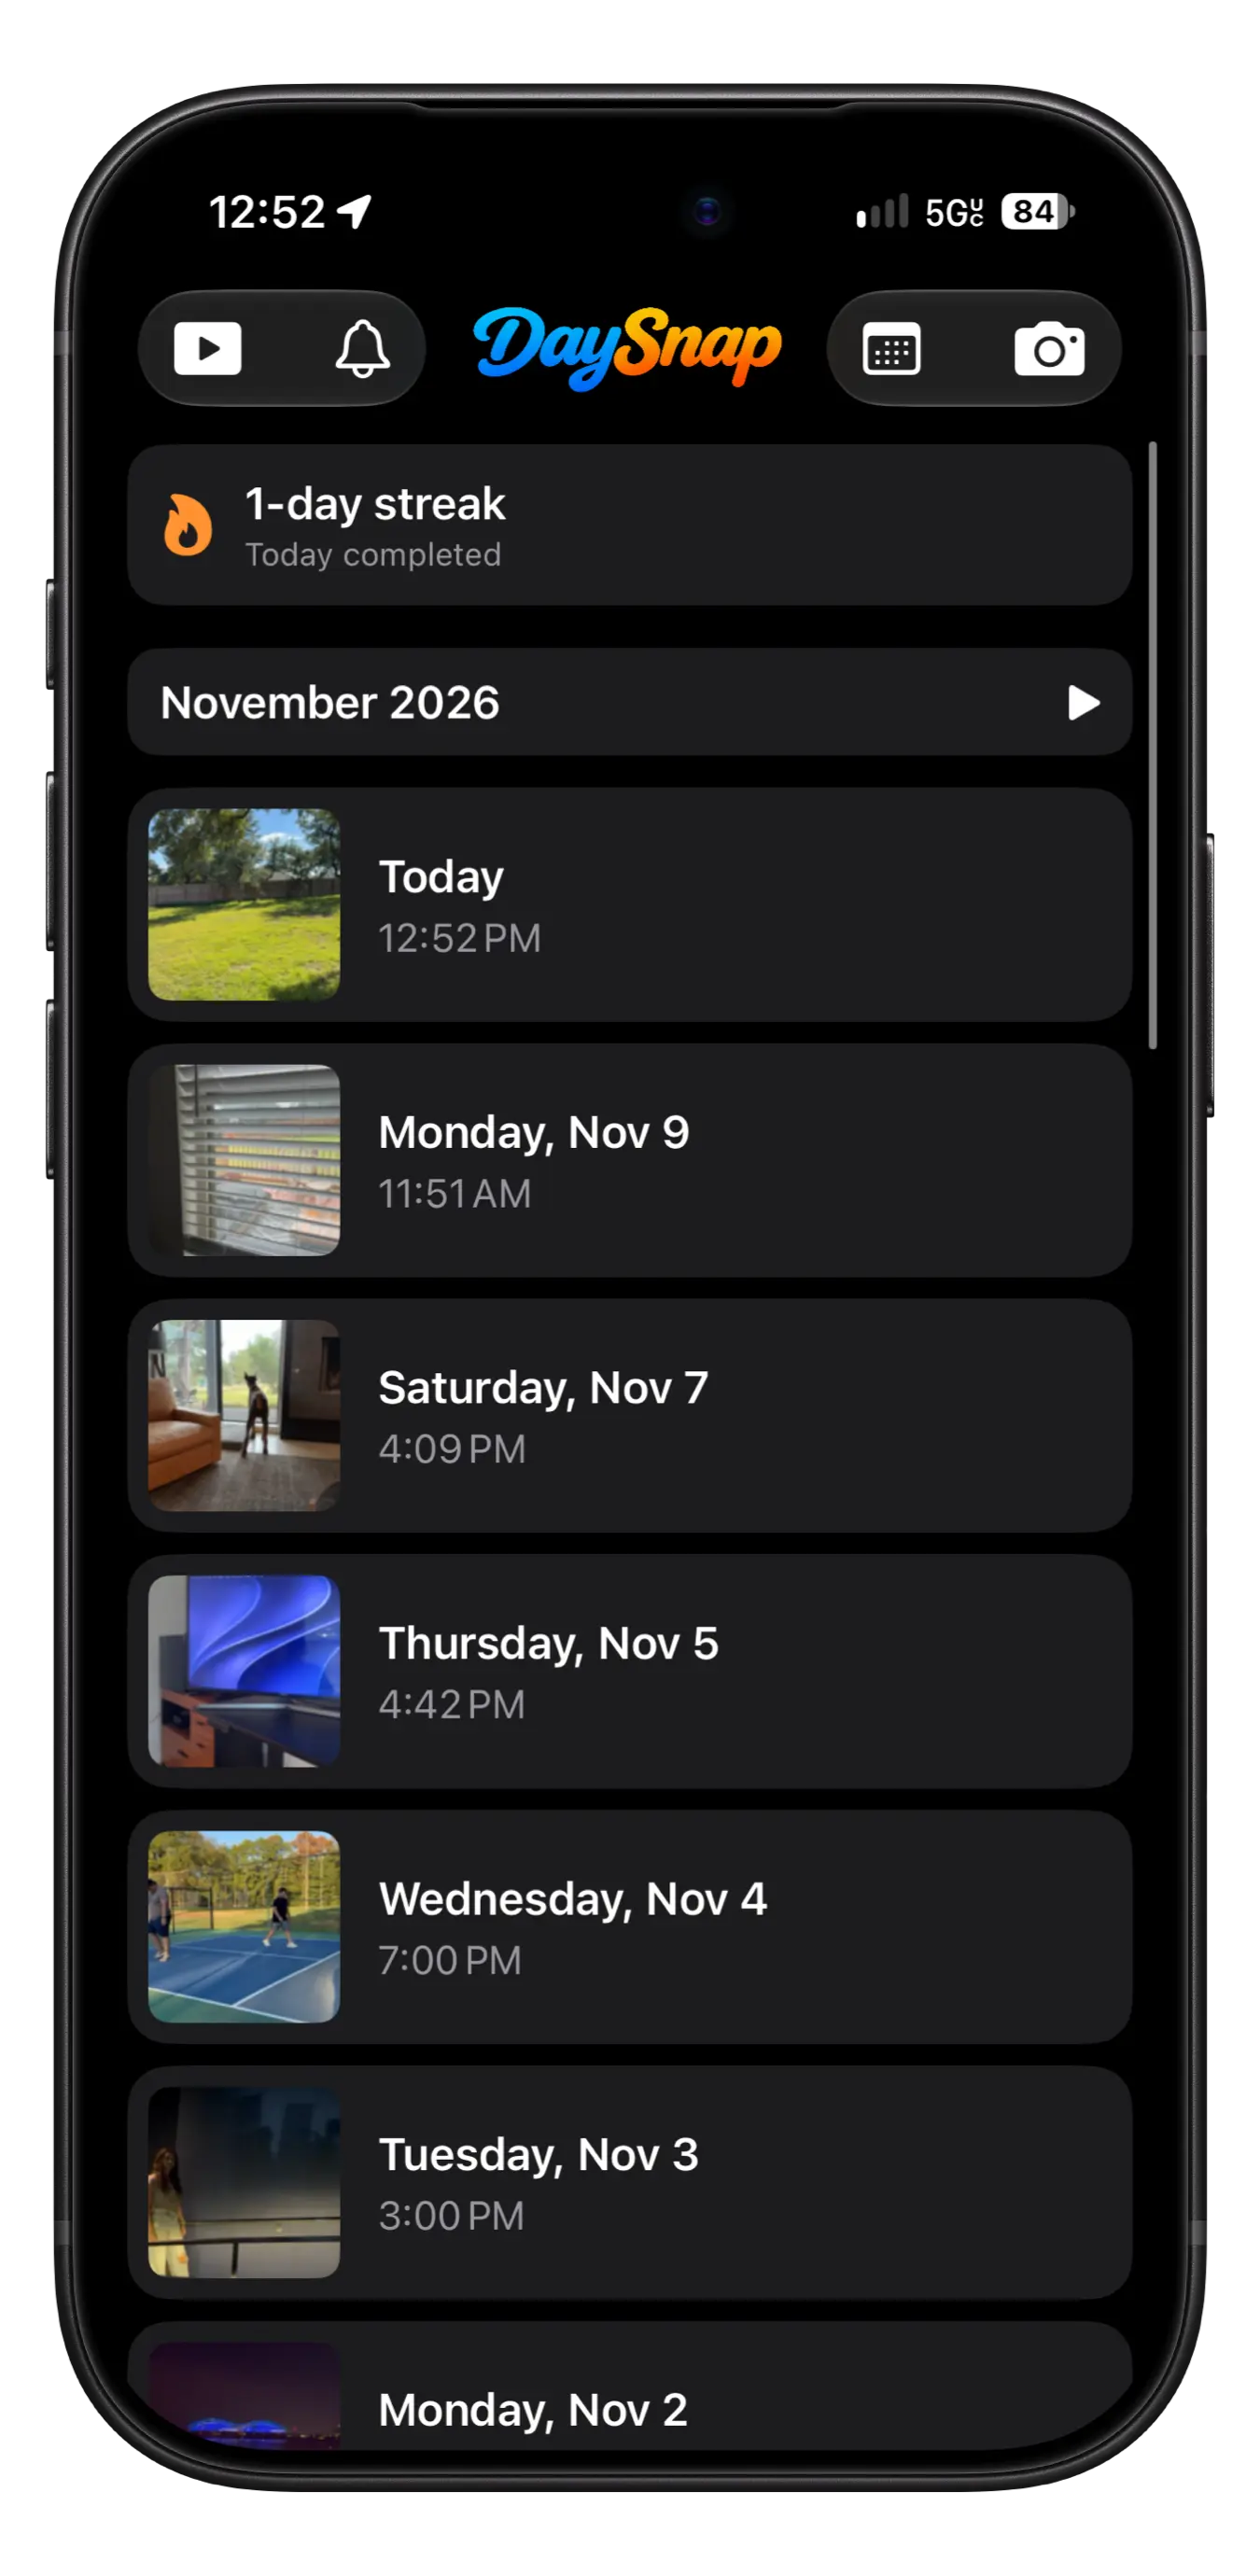 12:52
5GUC
84
DaySnap
1-day streak
Today completed
November 2026
Today
12:52 PM
Monday, Nov 9
11:51 AM
Saturday, Nov 7
4:09 PM
Thursday, Nov 5
4:42 PM
Wednesday, Nov 4
7:00 PM
Tuesday, Nov 3
3:00 PM
Monday, Nov 2